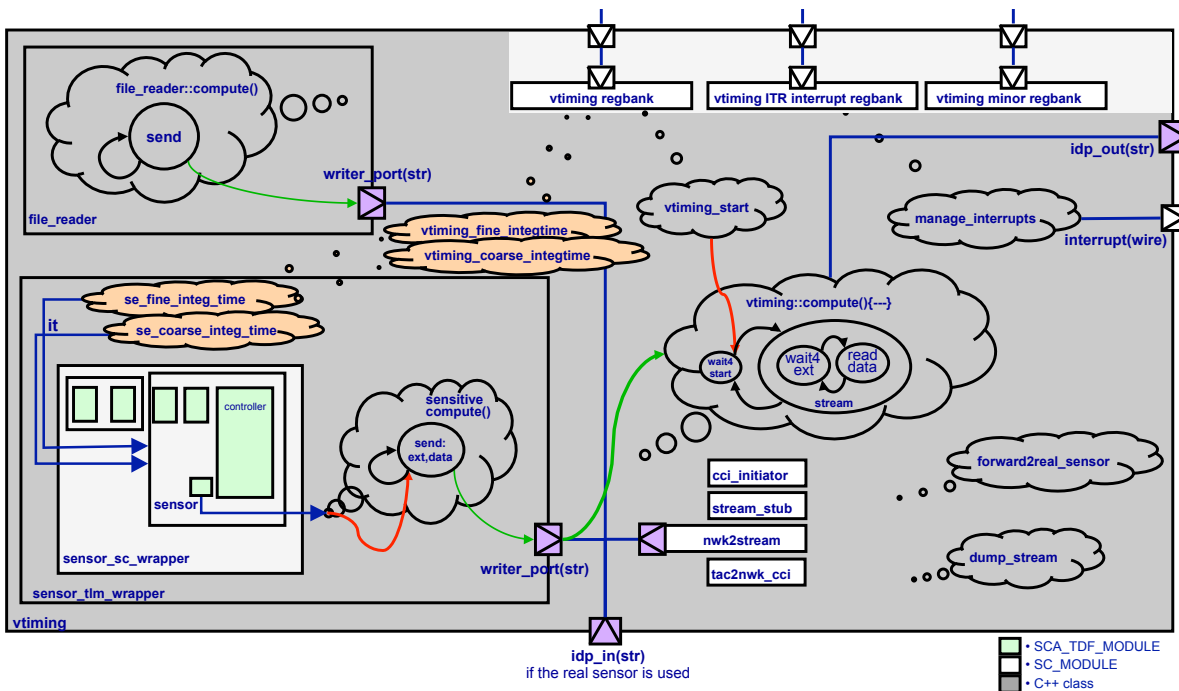 file_reader::compute()
send
writer_port(str)
file_reader
vtiming regbank
vtiming ITR interrupt regbank
vtiming minor regbank
idp_out(str)
vtiming_start
manage_interrupts
interrupt(wire)
vtiming_fine_integtime
vtiming_coarse_integtime
se_fine_integ_time
it
se_coarse_integ_time
vtiming::compute(){---}
wait4
start
wait4
ext
read
data
stream
controller
sensor
sensor_sc_wrapper
sensitive
compute()
send:
ext,data
writer_port(str)
sensor_tlm_wrapper
cci_initiator
stream_stub
nwk2stream
tac2nwk_cci
forward2real_sensor
dump_stream
vtiming
idp_in(str)
if the real sensor is used
• SCA_TDF_MODULE
• SC_MODULE
• C++ class